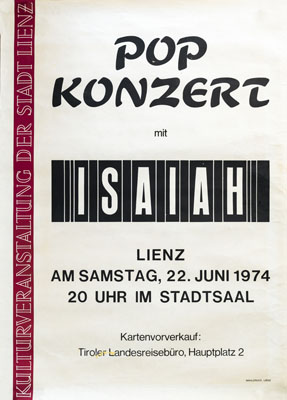 KULTURVERANSTALTUNG DER STADT LIENZ
POP
KONZERT
mit
ISAIAH
LIENZ
AM SAMSTAG, 22. JUNI 1974
20 UHR IM STADTSAAL
Kartenvorverkauf:
Tiroler Landesreisebüro, Hauptplatz 2